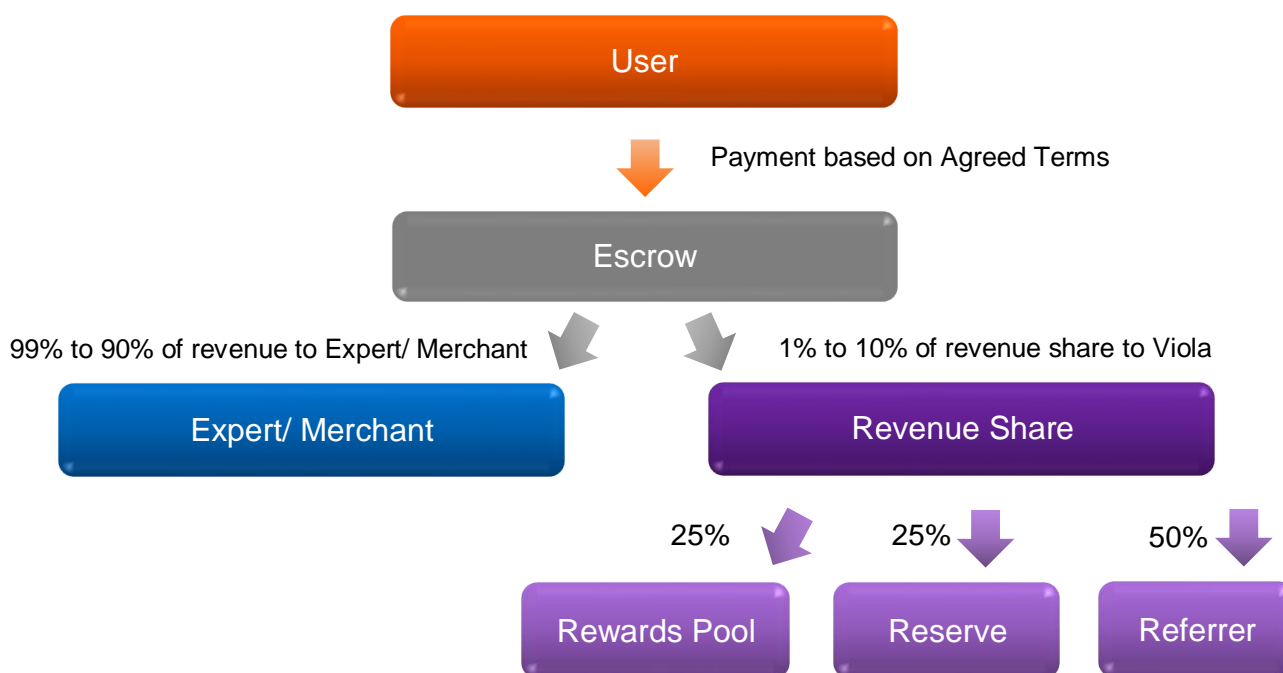 User
Payment based on Agreed Terms
Escrow
99% to 90% of revenue to Expert/ Merchant
1% to 10% of revenue share to Viola
Expert/ Merchant
Revenue Share
25%
25%
50%
Rewards Pool
Reserve
Referrer